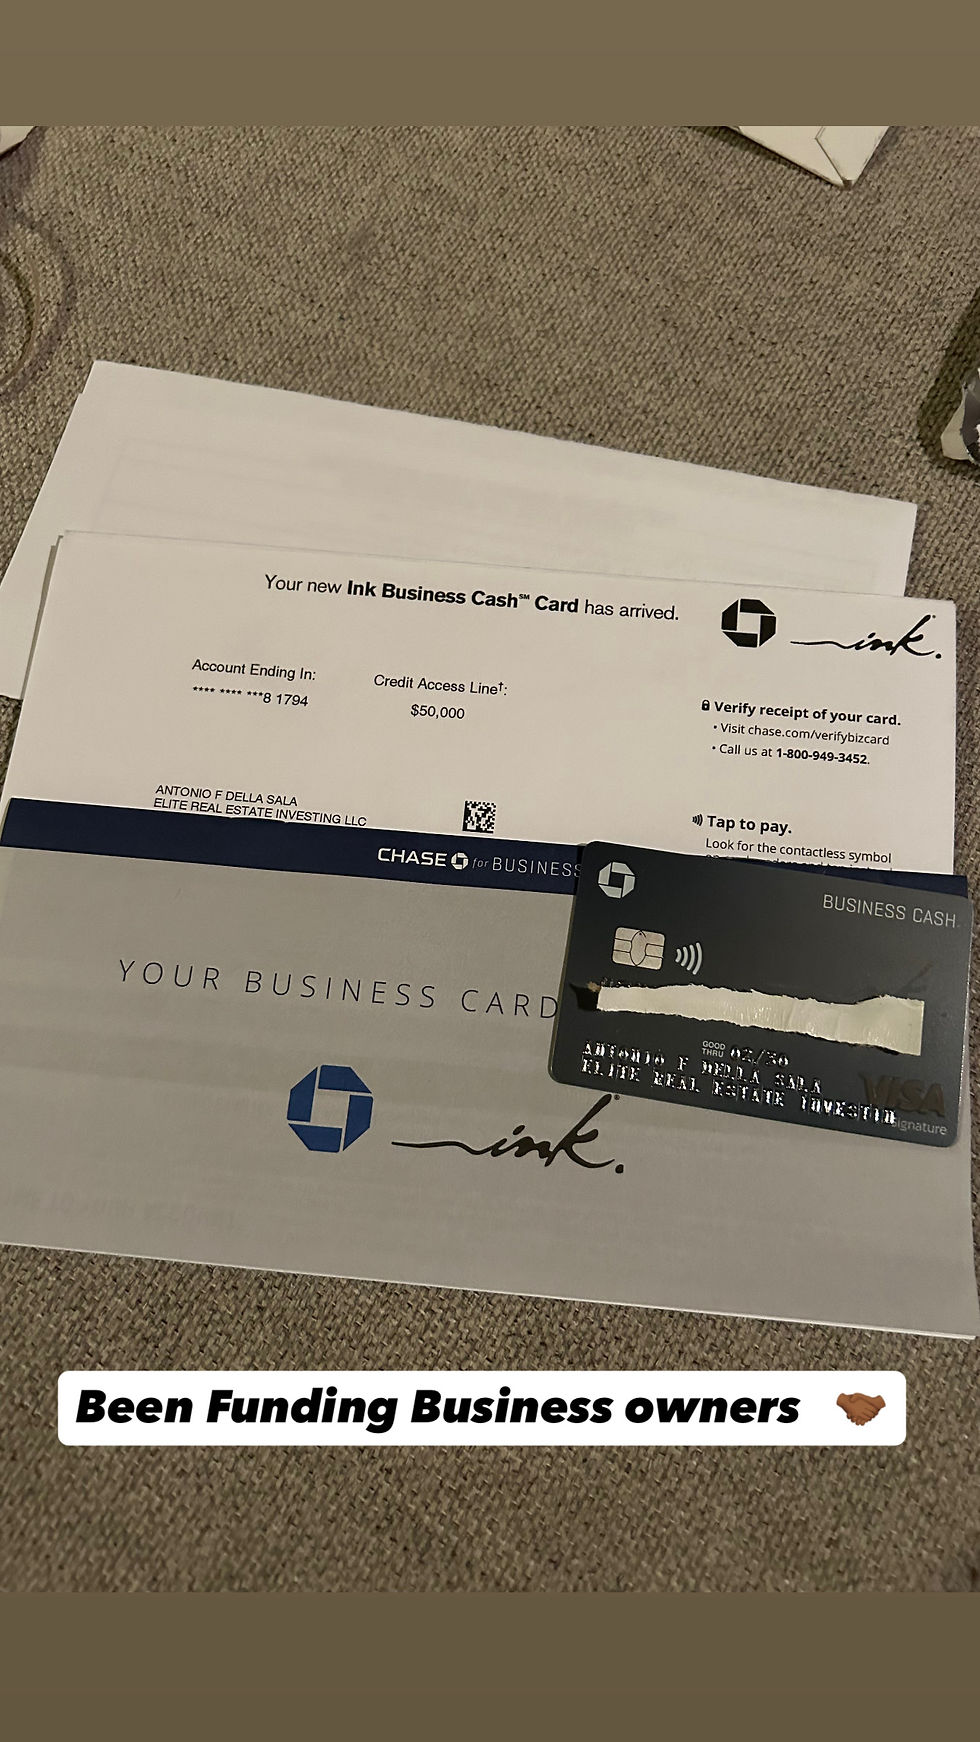 Your new Ink Business Cash℠ Card has arrived.
ink.
Account Ending In:
**** **** ***8 1794
Credit Access Line†:
$50,000
Verify receipt of your card.
• Visit chase.com/verifybizcard
• Call us at 1-800-949-3452.
ANTONIO F DELLA SALA
ELITE REAL ESTATE INVESTING LLC
Tap to pay.
Look for the contactless symbol
CHASE for BUSINESS
BUSINESS CASH
YOUR BUSINESS CARD
GOOD
THRU 02/30
ANTONIO F DELLA SALA
ELITE REAL ESTATE INVESTIN
VISA
Signature
ink.
Been Funding Business owners